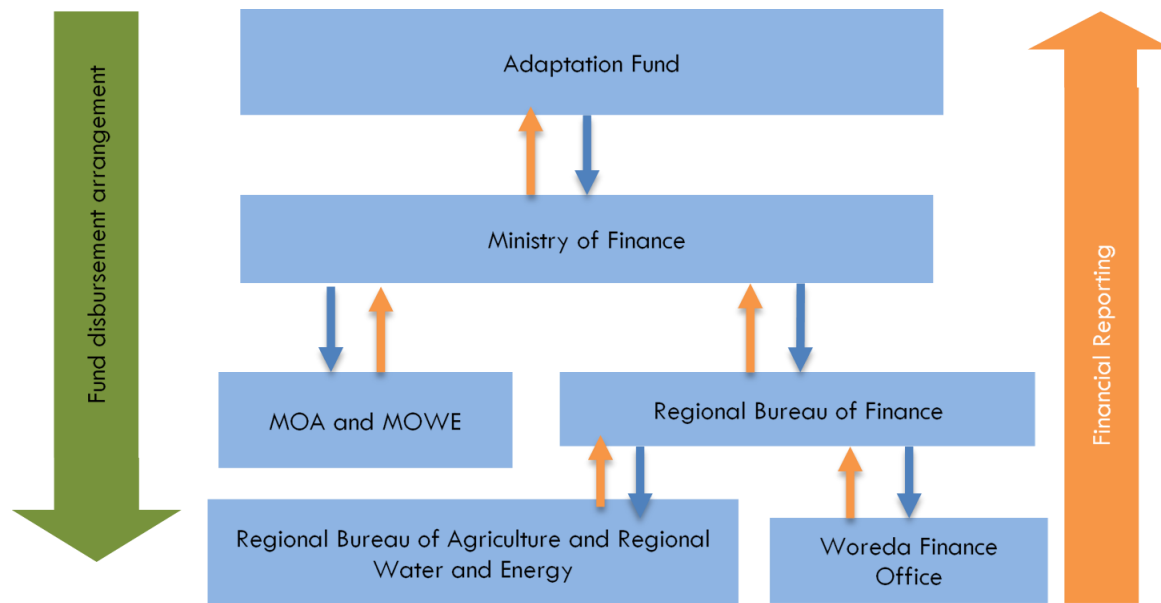 Fund disbursement arrangement
Adaptation Fund
Ministry of Finance
MOA and MOWE
Regional Bureau of Finance
Regional Bureau of Agriculture and Regional
Water and Energy
Woreda Finance
Office
Financial Reporting